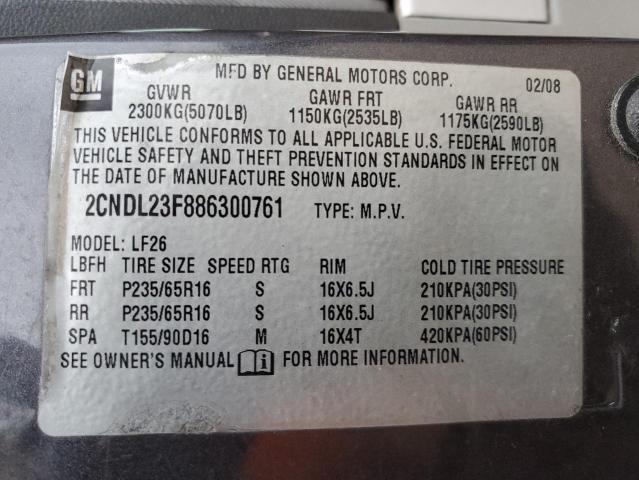 GM
MFD BY GENERAL MOTORS CORP. 02/08
GVWR GAWR FRT GAWR RR
2300KG(5070LB) 1150KG(2535LB) 1175KG(2590LB)
THIS VEHICLE CONFORMS TO ALL APPLICABLE U.S. FEDERAL MOTOR
VEHICLE SAFETY AND THEFT PREVENTION STANDARDS IN EFFECT ON
THE DATE OF MANUFACTURE SHOWN ABOVE.
2CNDL23F886300761 TYPE: M.P.V.
MODEL: LF26
LBFH TIRE SIZE SPEED RTG RIM COLD TIRE PRESSURE
FRT P235/65R16 S 16X6.5J 210KPA(30PSI)
RR P235/65R16 S 16X6.5J 210KPA(30PSI)
SPA T155/90D16 M 16X4T 420KPA(60PSI)
SEE OWNER'S MANUAL FOR MORE INFORMATION.